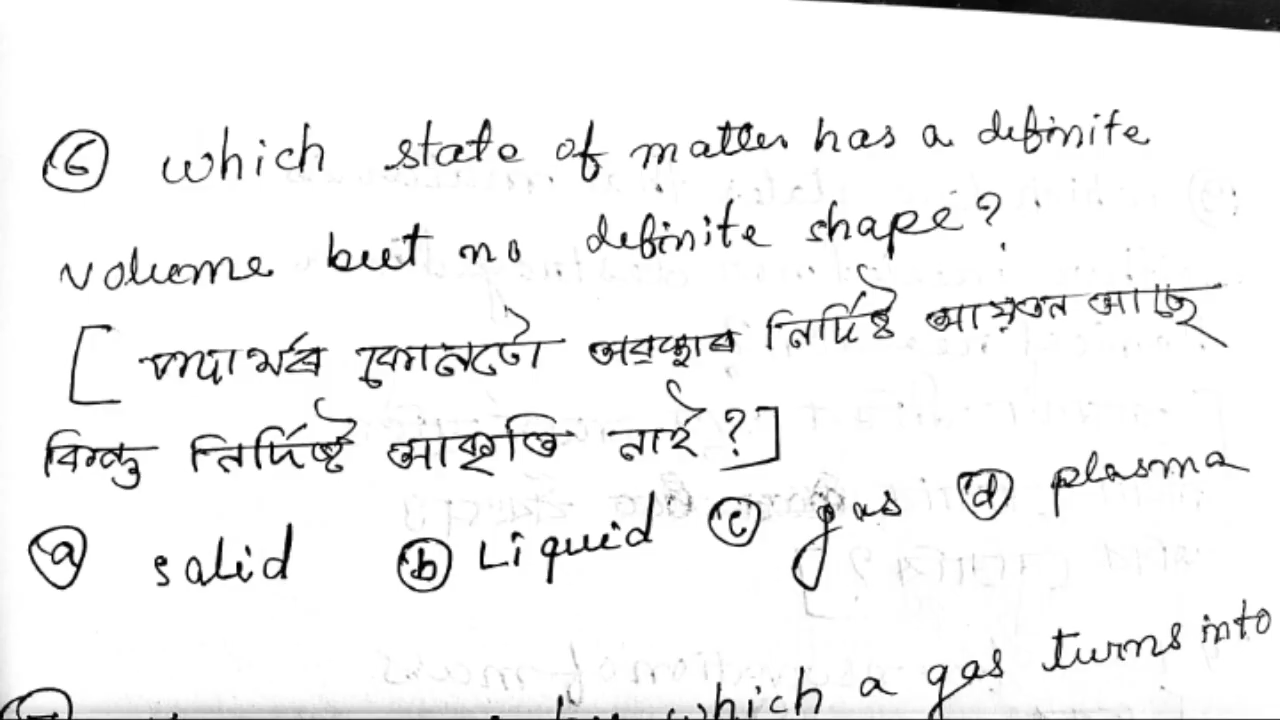 ⑥ which state of matter has a definite
volume but no definite shape?
[ পদাৰ্থৰ কোনটো অৱস্থাৰ নিৰ্দিষ্ট আয়তন আছে
কিন্তু নিৰ্দিষ্ট আকৃতি নাই ? ]
ⓐ salid ⓑ Liquid ⓒ gas ⓓ plasma
which a gas turns into